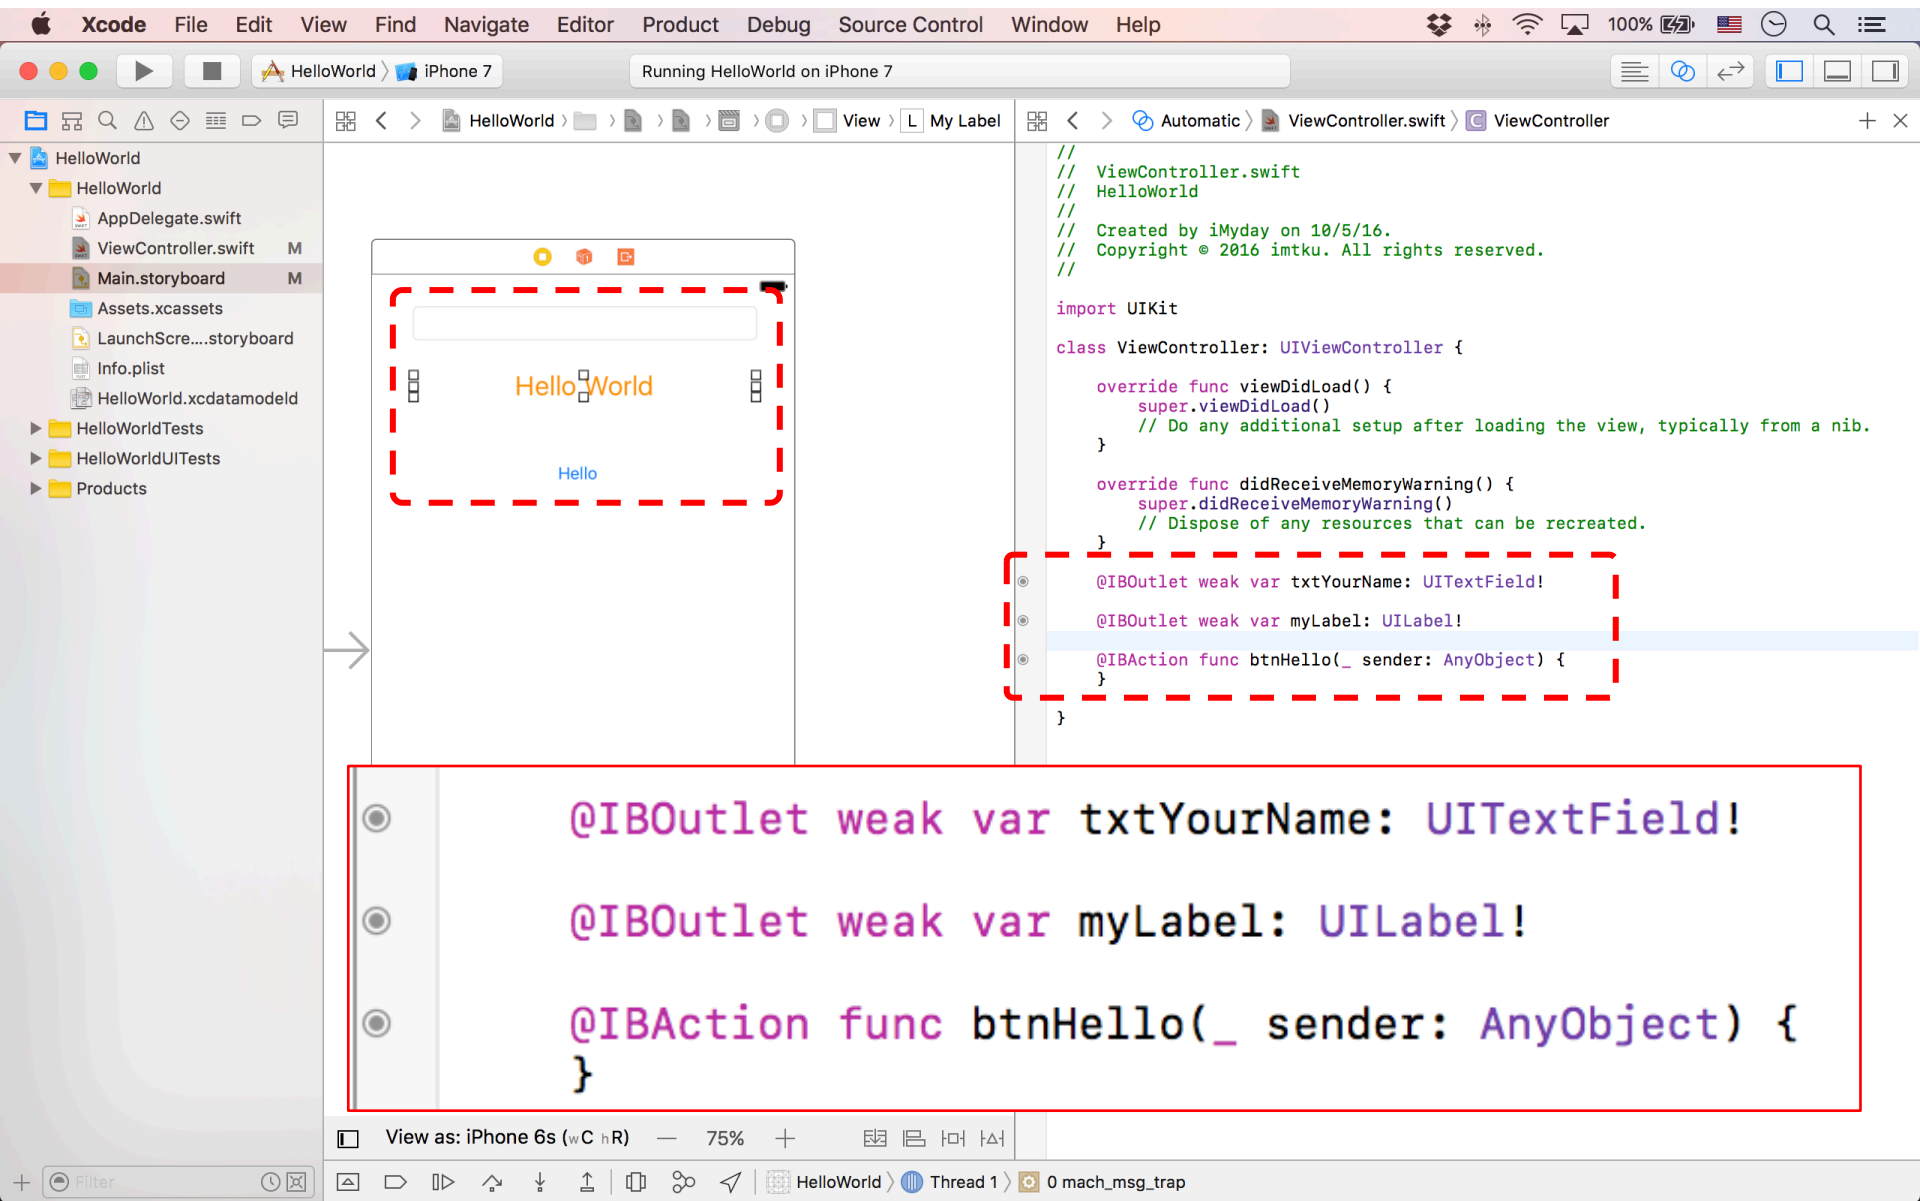 Xcode File Edit View Find Navigate Editor Product Debug Source Control Window Help 100%
HelloWorld iPhone 7 Running HelloWorld on iPhone 7
HelloWorld View L My Label Automatic ViewController.swift C ViewController
HelloWorld
HelloWorld
AppDelegate.swift
ViewController.swift M
Main.storyboard M
Assets.xcassets
LaunchScre....storyboard
Info.plist
HelloWorld.xcdatamodeld
HelloWorldTests
HelloWorldUITests
Products
Hello World
Hello
//
// ViewController.swift
// HelloWorld
//
// Created by iMyday on 10/5/16.
// Copyright © 2016 imtku. All rights reserved.
//
import UIKit
class ViewController: UIViewController {
override func viewDidLoad() {
super.viewDidLoad()
// Do any additional setup after loading the view, typically from a nib.
}
override func didReceiveMemoryWarning() {
super.didReceiveMemoryWarning()
// Dispose of any resources that can be recreated.
}
@IBOutlet weak var txtYourName: UITextField!
@IBOutlet weak var myLabel: UILabel!
@IBAction func btnHello(_ sender: AnyObject) {
}
}
@IBOutlet weak var txtYourName: UITextField!
@IBOutlet weak var myLabel: UILabel!
@IBAction func btnHello(_ sender: AnyObject) {
}
View as: iPhone 6s (wC hR) — 75% +
Filter
HelloWorld Thread 1 0 mach_msg_trap